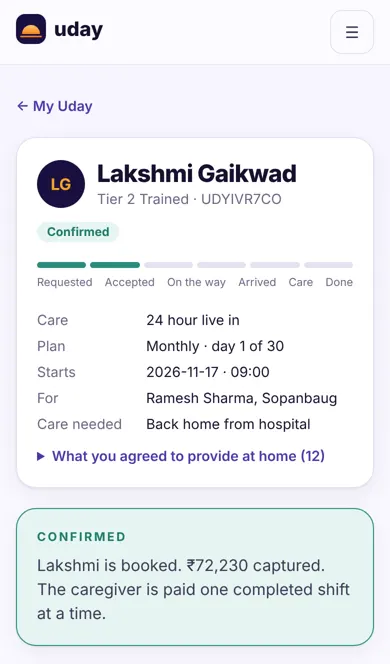 uday
☰
← My Uday
LG
Lakshmi Gaikwad
Tier 2 Trained · UDYIVR7CO
Confirmed
Requested Accepted On the way Arrived Care Done
Care 24 hour live in
Plan Monthly · day 1 of 30
Starts 2026-11-17 · 09:00
For Ramesh Sharma, Sopanbaug
Care needed Back home from hospital
▶ What you agreed to provide at home (12)
CONFIRMED
Lakshmi is booked. ₹72,230 captured.
The caregiver is paid one completed shift
at a time.